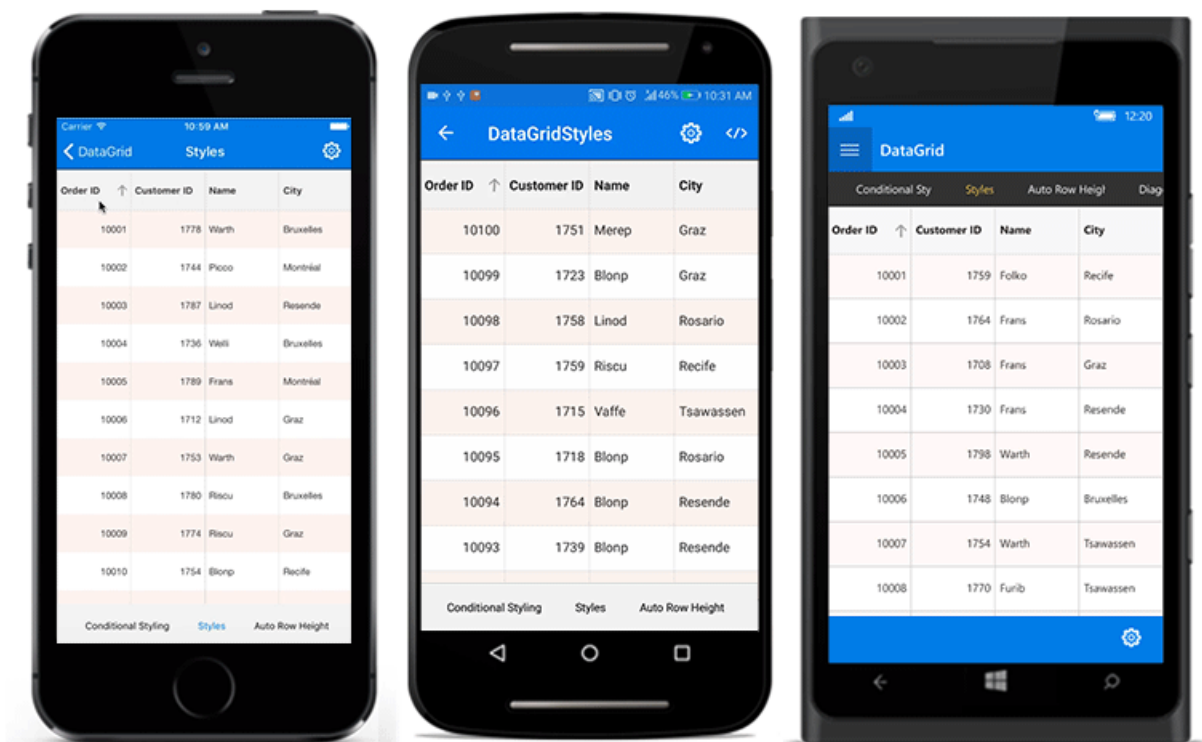 Carrier 10:59 AM
DataGrid Styles
Order ID Customer ID Name City
10001 1778 Warth Bruxelles
10002 1744 Picco Montréal
10003 1787 Linod Resende
10004 1736 Welli Bruxelles
10005 1789 Frans Montréal
10006 1712 Linod Graz
10007 1753 Warth Graz
10008 1780 Riscu Bruxelles
10009 1774 Riscu Graz
10010 1754 Blonp Recife
Conditional Styling Styles Auto Row Height
46% 10:31 AM
DataGridStyles </>
Order ID Customer ID Name City
10100 1751 Merep Graz
10099 1723 Blonp Graz
10098 1758 Linod Rosario
10097 1759 Riscu Recife
10096 1715 Vaffe Tsawassen
10095 1718 Blonp Rosario
10094 1764 Blonp Resende
10093 1739 Blonp Resende
Conditional Styling Styles Auto Row Height
12:20
DataGrid
Conditional Sty Styles Auto Row Heigh Diag
Order ID Customer ID Name City
10001 1759 Folko Recife
10002 1764 Frans Rosario
10003 1708 Frans Graz
10004 1730 Frans Resende
10005 1798 Warth Resende
10006 1748 Blonp Bruxelles
10007 1754 Warth Tsawassen
10008 1770 Furib Tsawassen